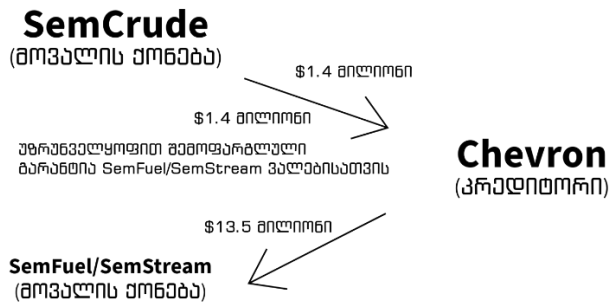 SemCrude
(მოვალის ქონება)
$1.4 მილიონი
$1.4 მილიონი
უზრუნველყოფით შემოფარგლული
გარანტია SemFuel/SemStream ვალებისათვის
Chevron
(კრედიტორი)
$13.5 მილიონი
SemFuel/SemStream
(მოვალის ქონება)